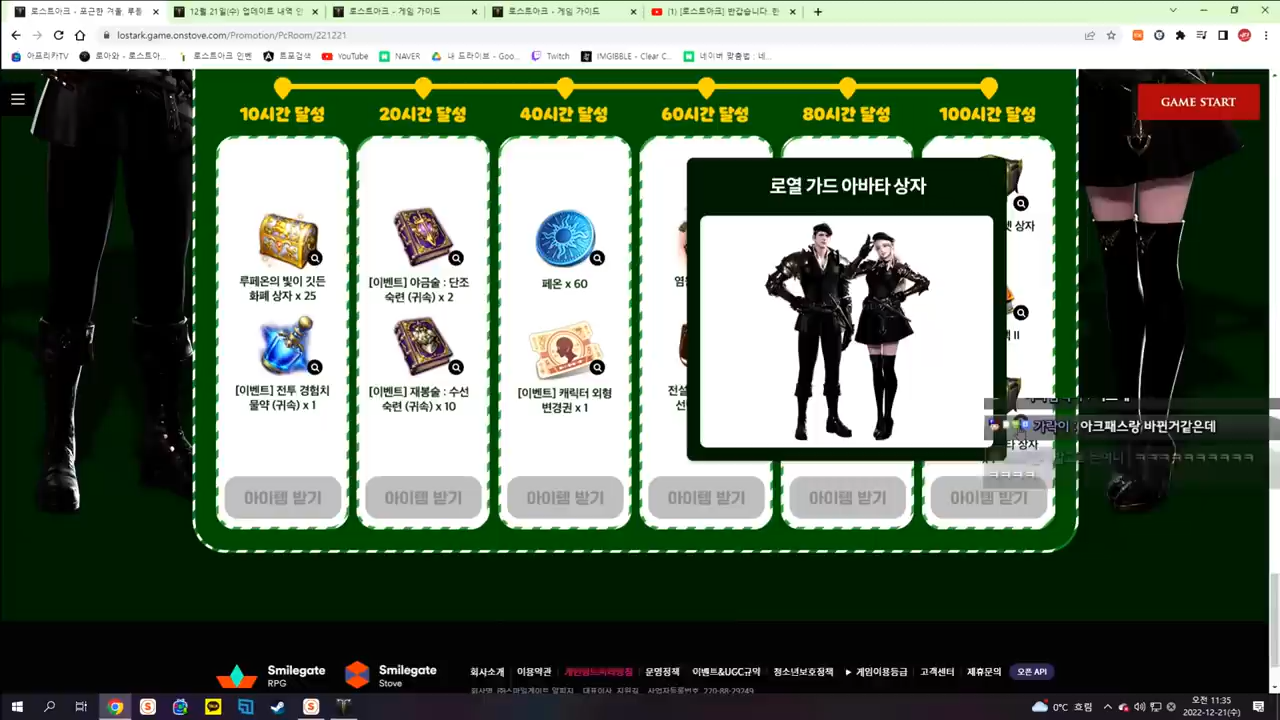 로스트아크 - 포근한 겨울, 루돌
12월 21일(수) 업데이트 내역 안
로스트아크 - 게임 가이드
로스트아크 - 게임 가이드
(1) [로스트아크] 반갑습니다. 한
lostark.game.onstove.com/Promotion/PcRoom/221221
아프리카TV
로아와 - 로스트아...
로스트아크 인벤
트포검색
YouTube
NAVER
내 드라이브 - Goo...
Twitch
IMG!BBLE - Clear C...
네이버 맞춤법 : 네...
GAME START
10시간 달성
20시간 달성
40시간 달성
60시간 달성
80시간 달성
100시간 달성
로열 가드 아바타 상자
루페온의 빛이 깃든
화폐 상자 x 25
[이벤트] 야금술 : 단조
숙련 (귀속) x 2
페온 x 60
상자
[이벤트] 전투 경험치
물약 (귀속) x 1
[이벤트] 재봉술 : 수선
숙련 (귀속) x 10
[이벤트] 캐릭터 외형
변경권 x 1
II
가락이 : 아크패스랑 바뀐거같은데
타 상자
ㅋㅋㅋㅋㅋㅋㅋㅋㅋㅋ
ㅋㅋㅋㅋ
아이템 받기
아이템 받기
아이템 받기
아이템 받기
아이템 받기
아이템 받기
Smilegate
RPG
Smilegate
Stove
회사소개
이용약관
개인정보처리방침
운영정책
이벤트&UGC규약
청소년보호정책
▶ 게임이용등급
고객센터
제휴문의
오픈 API
0°C 흐림
오전 11:35
2022-12-21(수)